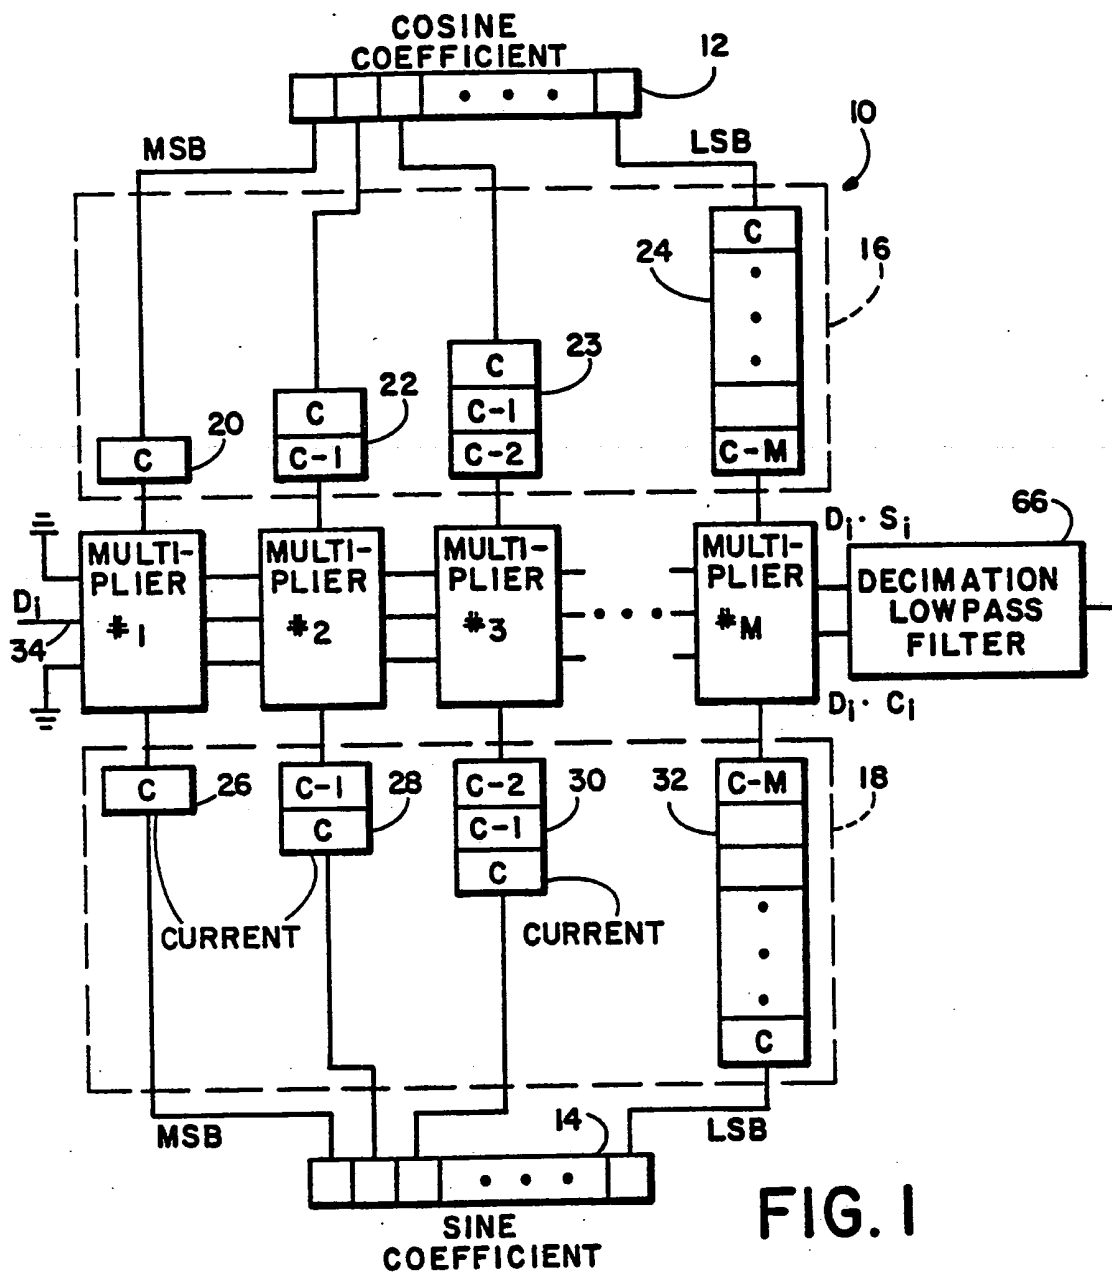 COSINE
COEFFICIENT
12
MSB
LSB
10
C
24
16
C
23
C-1
C-2
C
22
C-1
20
C
C-M
MULTI-
PLIER
#1
MULTI-
PLIER
#2
MULTI-
PLIER
#3
MULTI-
PLIER
#M
Di
34
Di · Si
66
DECIMATION
LOWPASS
FILTER
Di · Ci
C
26
C-1
C
28
C-2
C-1
C
30
32
C-M
18
C
CURRENT
CURRENT
MSB
14
LSB
SINE
COEFFICIENT
FIG. 1